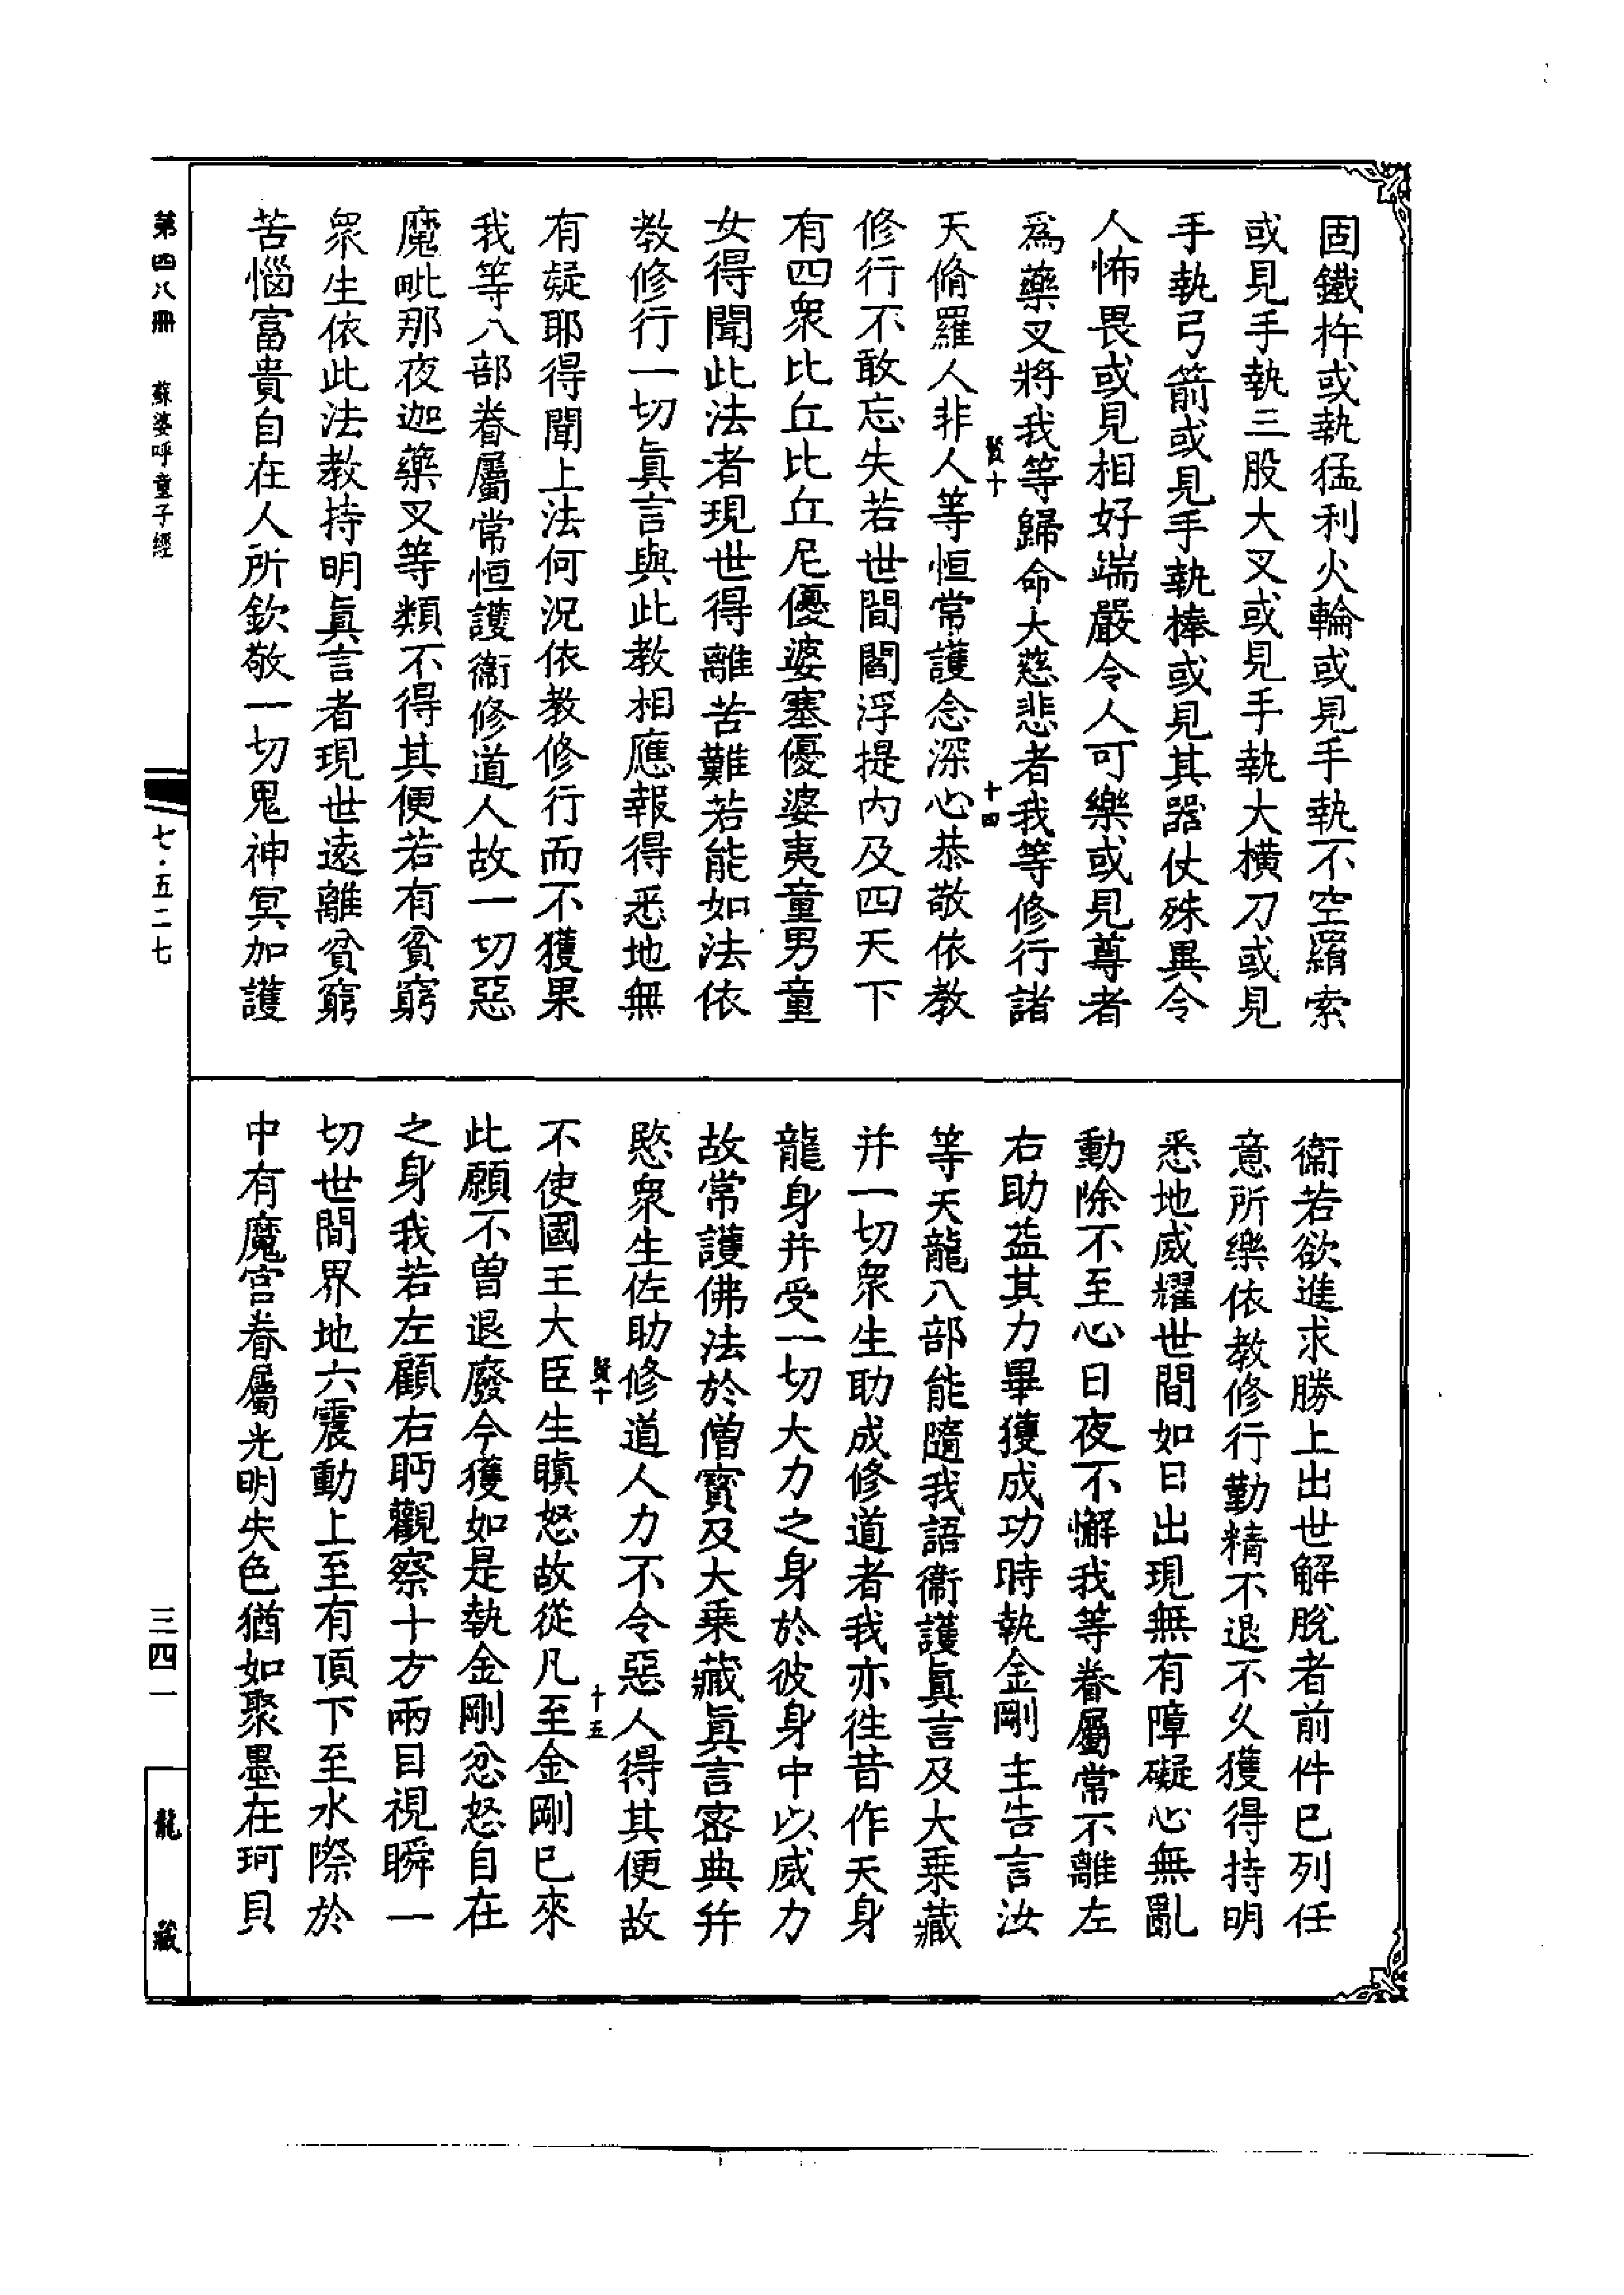 固鐵杵或執猛利火輪或見手執不空羂索
或見手執三股大叉或見手執大橫刀或見
手執弓箭或見手執棒或見其器仗殊異令
人怖畏或見相好端嚴令人可樂或見尊者
爲藥叉將我等歸命大慈悲者我等修行諸
賢十
十四
天脩羅人非人等恒常護念深心恭敬依教
修行不敢忘失若世間閻浮提內及四天下
有四衆比丘比丘尼優婆塞優婆夷童男童
女得聞此法者現世得離苦難若能如法依
教修行一切眞言與此教相應報得悉地無
有疑耶得聞上法何況依教修行而不獲果
我等八部眷屬常恒護衞修道人故一切惡
魔毗那夜迦藥叉等類不得其便若有貧窮
衆生依此法教持明眞言者現世遠離貧窮
苦惱富貴自在人所欽敬一切鬼神冥加護
衞若欲進求勝上出世解脫者前件已列任
意所樂依教修行勤精不退不久獲得持明
悉地威耀世間如日出現無有障礙心無亂
動除不至心日夜不懈我等眷屬常不離左
右助益其力畢獲成功時執金剛主告言汝
等天龍八部能隨我語衞護眞言及大乘藏
并一切衆生助成修道者我亦往昔作天身
龍身并受一切大力之身於彼身中以威力
故常護佛法於僧寶及大乘藏眞言密典并
愍衆生佐助修道人力不令惡人得其便故
賢十
十五
不使國王大臣生瞋怒故從凡至金剛已來
此願不曾退廢今獲如是執金剛忿怒自在
之身我若左顧右眄觀察十方兩目視瞬一
切世間界地六震動上至有頂下至水際於
中有魔宮眷屬光明失色猶如聚墨在珂貝
第四八冊　蘇婆呼童子經
七·五二七
三四一
龍藏